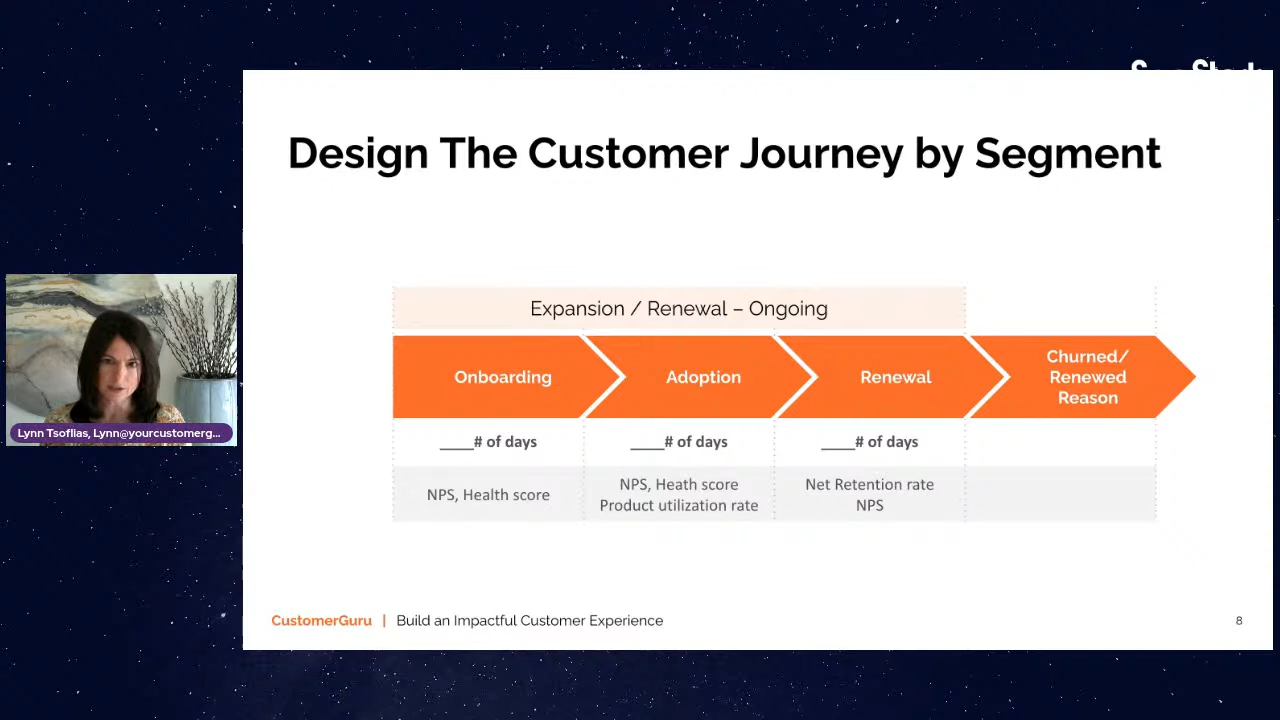 Design The Customer Journey by Segment
Expansion / Renewal – Ongoing
Onboarding
Adoption
Renewal
Churned/
Renewed
Reason
____# of days
____# of days
____# of days
NPS, Health score
NPS, Heath score
Product utilization rate
Net Retention rate
NPS
Lynn Tsoflias, Lynn@yourcustomerg...
CustomerGuru | Build an Impactful Customer Experience
8